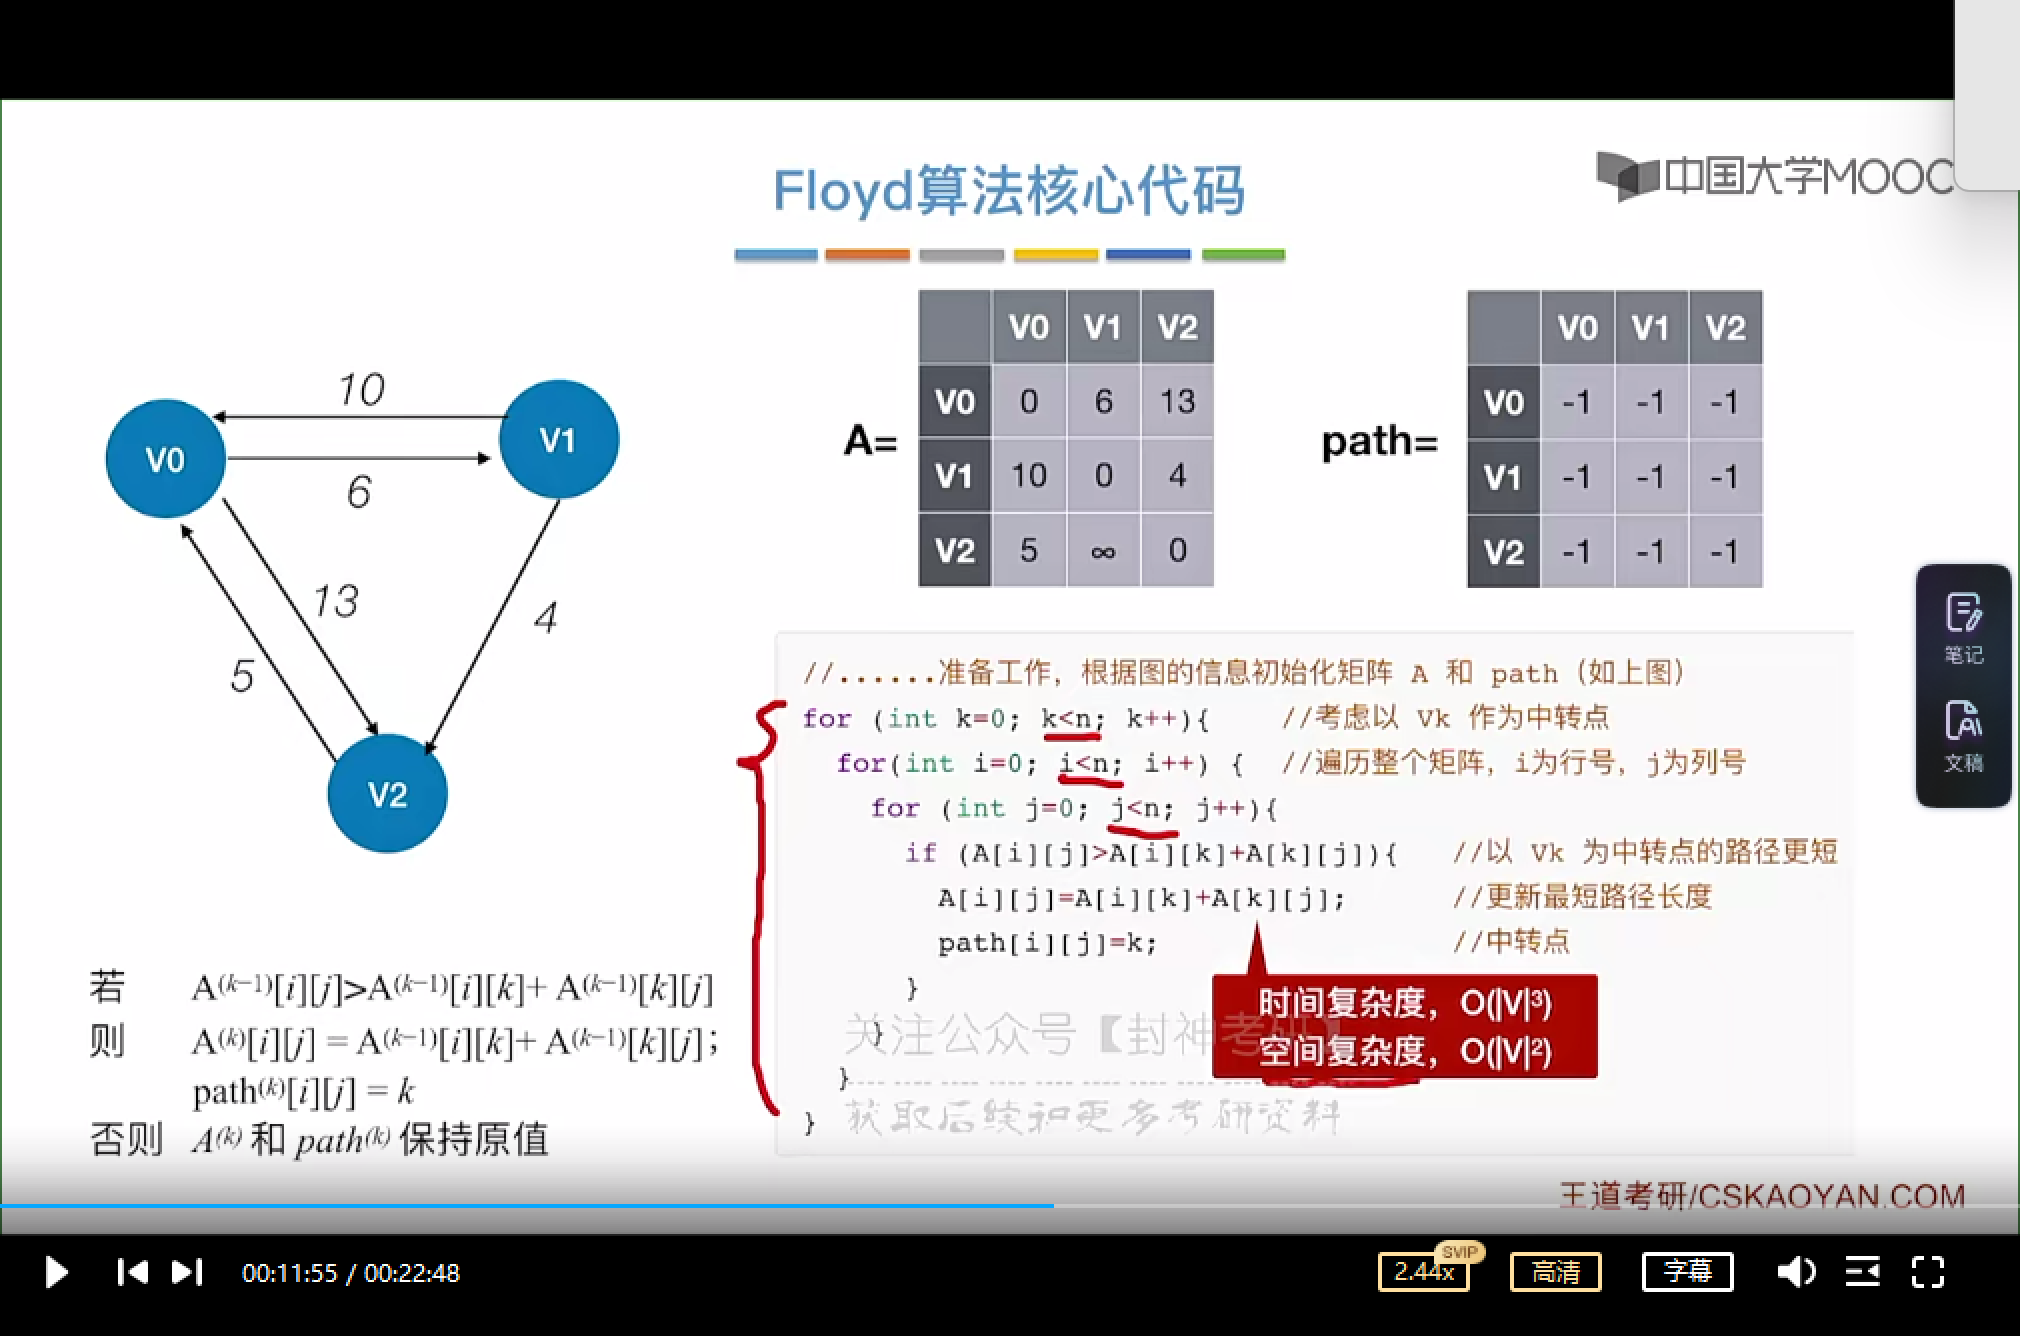 Floyd算法核心代码
中国大学MOOC
V0 V1 V2
V0 0 6 13
A=
V1 10 0 4
V2 5 ∞ 0
V0 V1 V2
V0 -1 -1 -1
path=
V1 -1 -1 -1
V2 -1 -1 -1
10
V0
V1
6
13
4
5
V2
//......准备工作，根据图的信息初始化矩阵 A 和 path（如上图）
for (int k=0; k<n; k++){ //考虑以 Vk 作为中转点
for(int i=0; i<n; i++) { //遍历整个矩阵，i为行号，j为列号
for (int j=0; j<n; j++){
if (A[i][j]>A[i][k]+A[k][j]){ //以 Vk 为中转点的路径更短
A[i][j]=A[i][k]+A[k][j]; //更新最短路径长度
path[i][j]=k; //中转点
}
}
}
}
时间复杂度，O(|V|³)
空间复杂度，O(|V|²)
关注公众号【封神考研】
获取后续和更多考研资料
若 A⁽ᵏ⁻¹⁾[i][j]>A⁽ᵏ⁻¹⁾[i][k]+ A⁽ᵏ⁻¹⁾[k][j]
则 A⁽ᵏ⁾[i][j] = A⁽ᵏ⁻¹⁾[i][k]+ A⁽ᵏ⁻¹⁾[k][j];
path⁽ᵏ⁾[i][j] = k
否则 A⁽ᵏ⁾ 和 path⁽ᵏ⁾ 保持原值
笔记
文稿
王道考研/CSKAOYAN.COM
00:11:55 / 00:22:48
2.44x
SVIP
高清
字幕